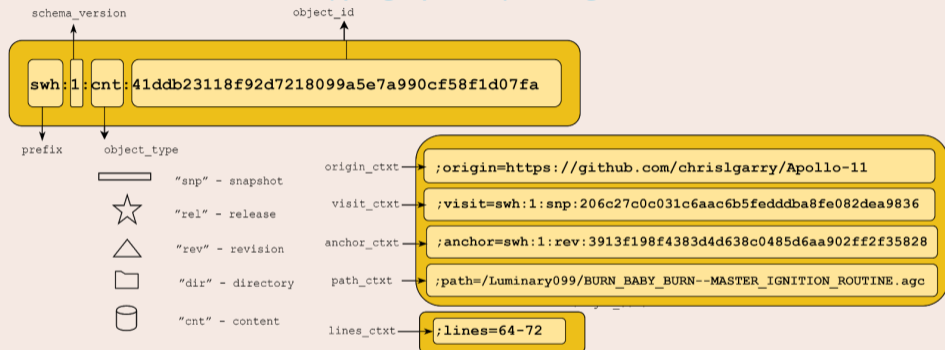 schema_version
object_id
swh:1:cnt:41ddb23118f92d7218099a5e7a990cf58f1d07fa
prefix
object_type
"snp" - snapshot
"rel" - release
"rev" - revision
"dir" - directory
"cnt" - content
origin_ctxt
;origin=https://github.com/chrislgarry/Apollo-11
visit_ctxt
;visit=swh:1:snp:206c27c0c031c6aac6b5fedddba8fe082dea9836
anchor_ctxt
;anchor=swh:1:rev:3913f198f4383d4d638c0485d6aa902ff2f35828
path_ctxt
;path=/Luminary099/BURN_BABY_BURN--MASTER_IGNITION_ROUTINE.agc
lines_ctxt
;lines=64-72